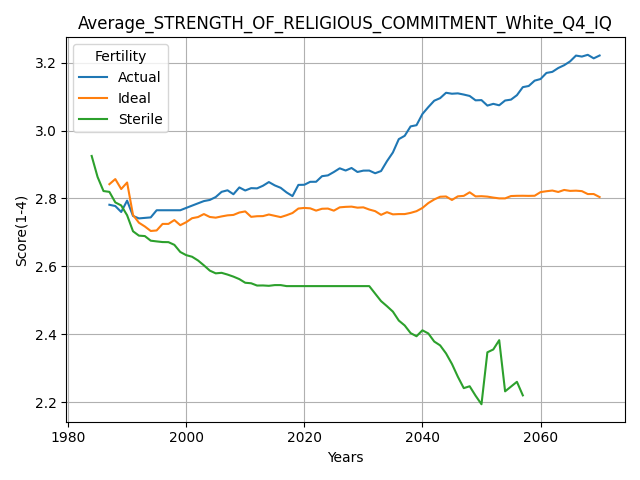 Average_STRENGTH_OF_RELIGIOUS_COMMITMENT_White_Q4_IQ
Fertility
Actual
Ideal
Sterile
Score(1-4)
3.2
3.0
2.8
2.6
2.4
2.2
1980
2000
2020
2040
2060
Years